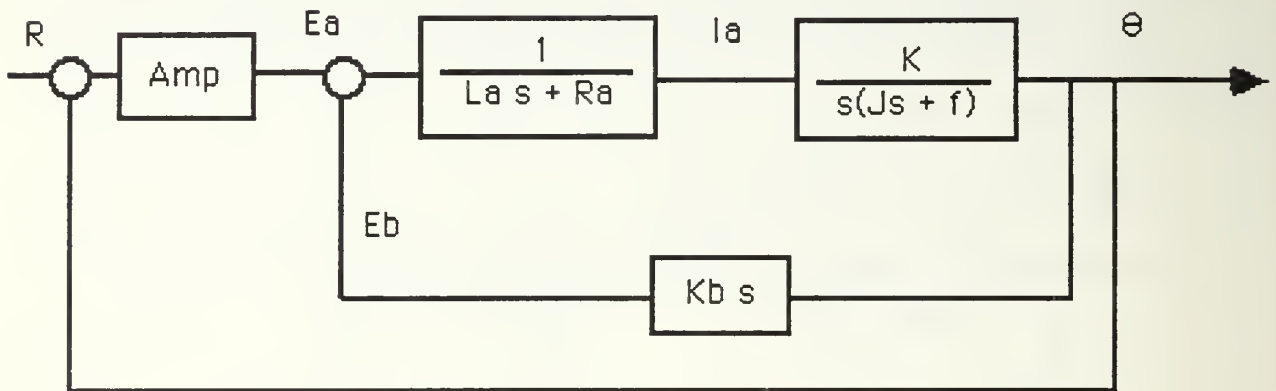 R
Amp
Ea
1
La s + Ra
Ia
K
s(Js + f)
θ
Eb
Kb s